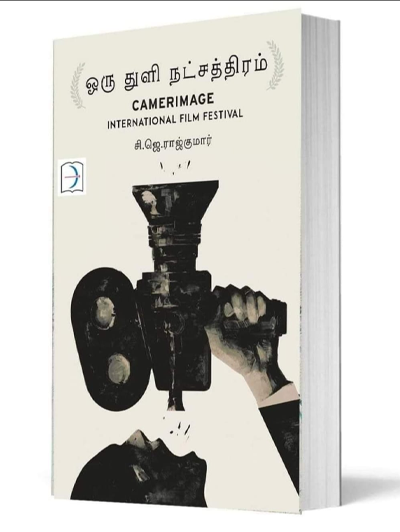 ஒரு துளி நட்சத்திரம்
CAMERIMAGE
INTERNATIONAL FILM FESTIVAL
சி.ஜெ.ராஜ்குமார்